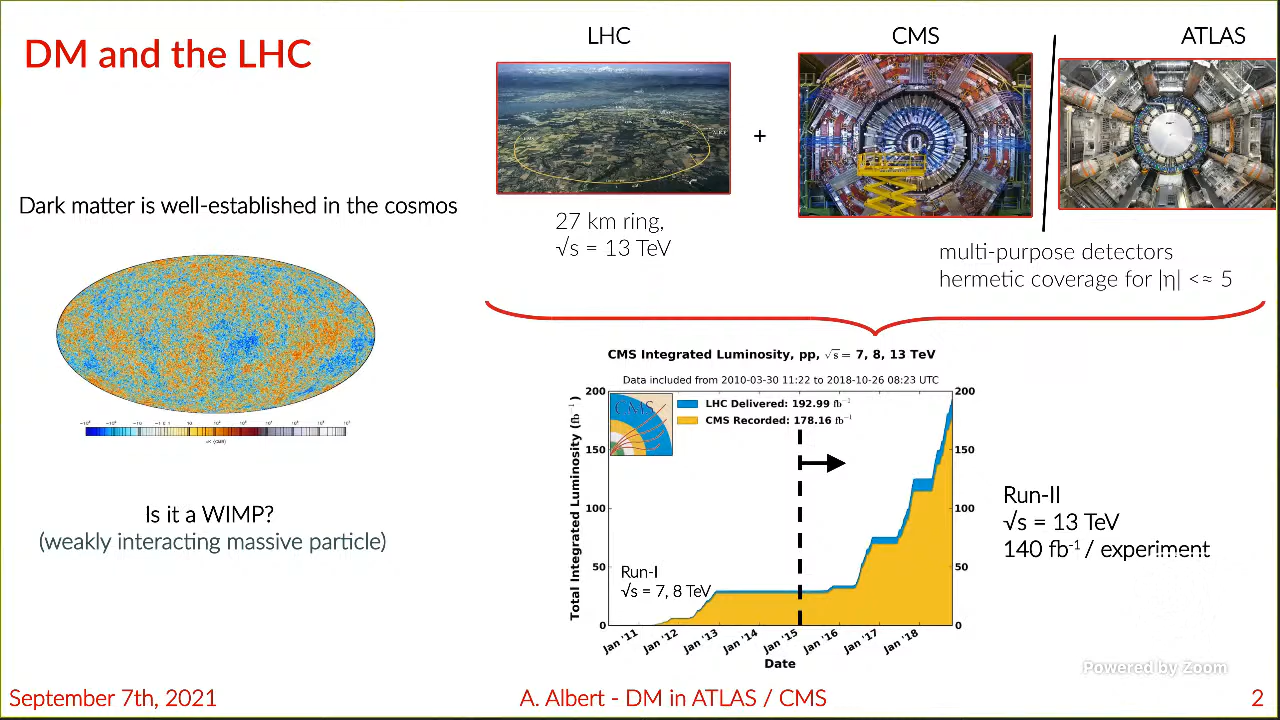 DM and the LHC
LHC
CMS
ATLAS
+
Dark matter is well-established in the cosmos
27 km ring,
√s = 13 TeV
multi-purpose detectors
hermetic coverage for |η| <≈ 5
CMS Integrated Luminosity, pp, √s = 7, 8, 13 TeV
Data included from 2010-03-30 11:22 to 2018-10-26 08:23 UTC
CMS
LHC Delivered: 192.99 fb⁻¹
CMS Recorded: 178.16 fb⁻¹
Total Integrated Luminosity (fb⁻¹)
200
150
100
50
0
200
150
100
50
0
Run-I
√s = 7, 8 TeV
Jan '11
Jan '12
Jan '13
Jan '14
Jan '15
Jan '16
Jan '17
Jan '18
Date
Is it a WIMP?
(weakly interacting massive particle)
Run-II
√s = 13 TeV
140 fb⁻¹ / experiment
Powered by Zoom
September 7th, 2021
A. Albert - DM in ATLAS / CMS
2